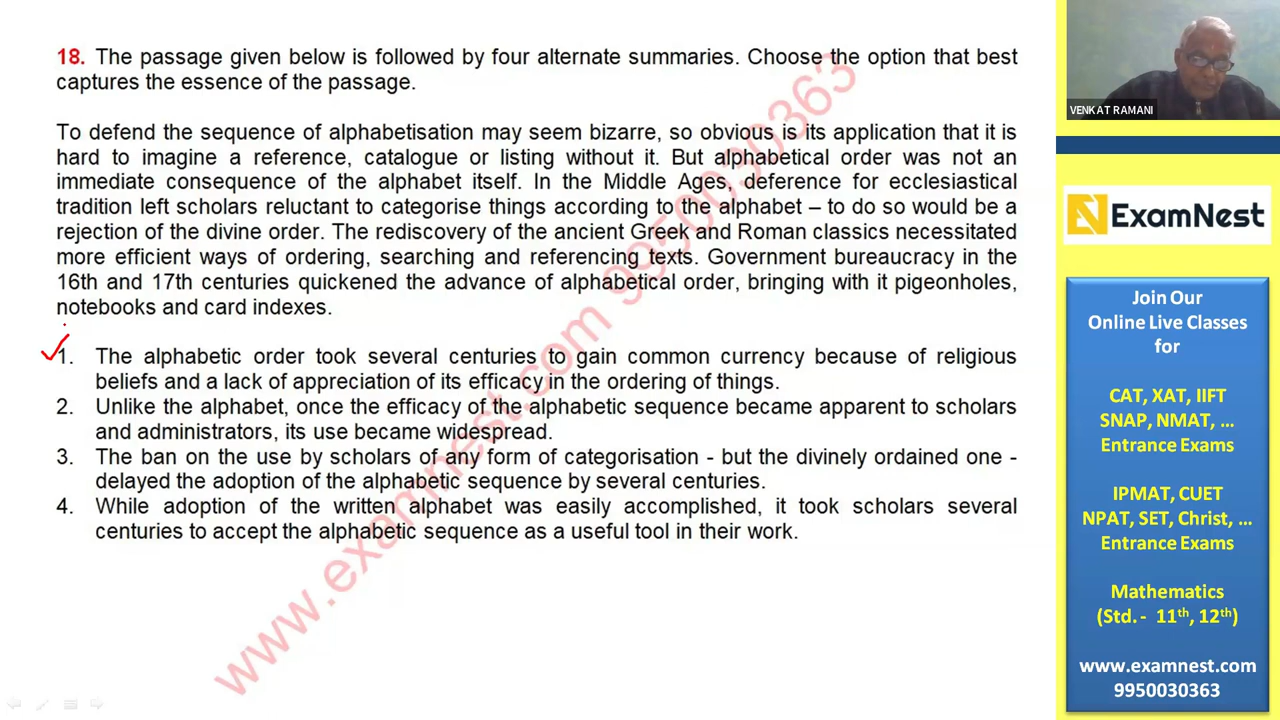 18. The passage given below is followed by four alternate summaries. Choose the option that best
captures the essence of the passage.
To defend the sequence of alphabetisation may seem bizarre, so obvious is its application that it is
hard to imagine a reference, catalogue or listing without it. But alphabetical order was not an
immediate consequence of the alphabet itself. In the Middle Ages, deference for ecclesiastical
tradition left scholars reluctant to categorise things according to the alphabet – to do so would be a
rejection of the divine order. The rediscovery of the ancient Greek and Roman classics necessitated
more efficient ways of ordering, searching and referencing texts. Government bureaucracy in the
16th and 17th centuries quickened the advance of alphabetical order, bringing with it pigeonholes,
notebooks and card indexes.
1. The alphabetic order took several centuries to gain common currency because of religious
beliefs and a lack of appreciation of its efficacy in the ordering of things.
2. Unlike the alphabet, once the efficacy of the alphabetic sequence became apparent to scholars
and administrators, its use became widespread.
3. The ban on the use by scholars of any form of categorisation - but the divinely ordained one -
delayed the adoption of the alphabetic sequence by several centuries.
4. While adoption of the written alphabet was easily accomplished, it took scholars several
centuries to accept the alphabetic sequence as a useful tool in their work.
www.examnest.com 9950030363
VENKAT RAMANI
ExamNest
Join Our
Online Live Classes
for
CAT, XAT, IIFT
SNAP, NMAT, ...
Entrance Exams
IPMAT, CUET
NPAT, SET, Christ, ...
Entrance Exams
Mathematics
(Std. - 11th, 12th)
www.examnest.com
9950030363